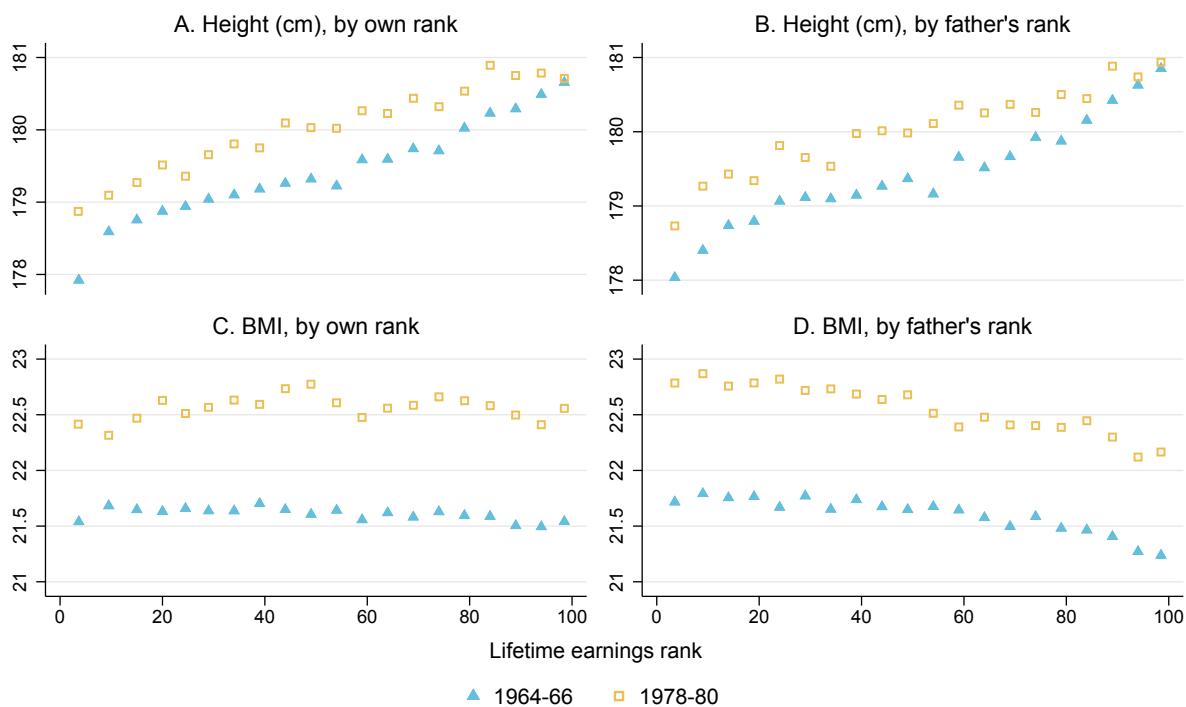 A. Height (cm), by own rank
181
180
179
178
B. Height (cm), by father's rank
181
180
179
178
C. BMI, by own rank
23
22.5
22
21.5
21
0 20 40 60 80 100
D. BMI, by father's rank
23
22.5
22
21.5
21
0 20 40 60 80 100
Lifetime earnings rank
1964-66 1978-80